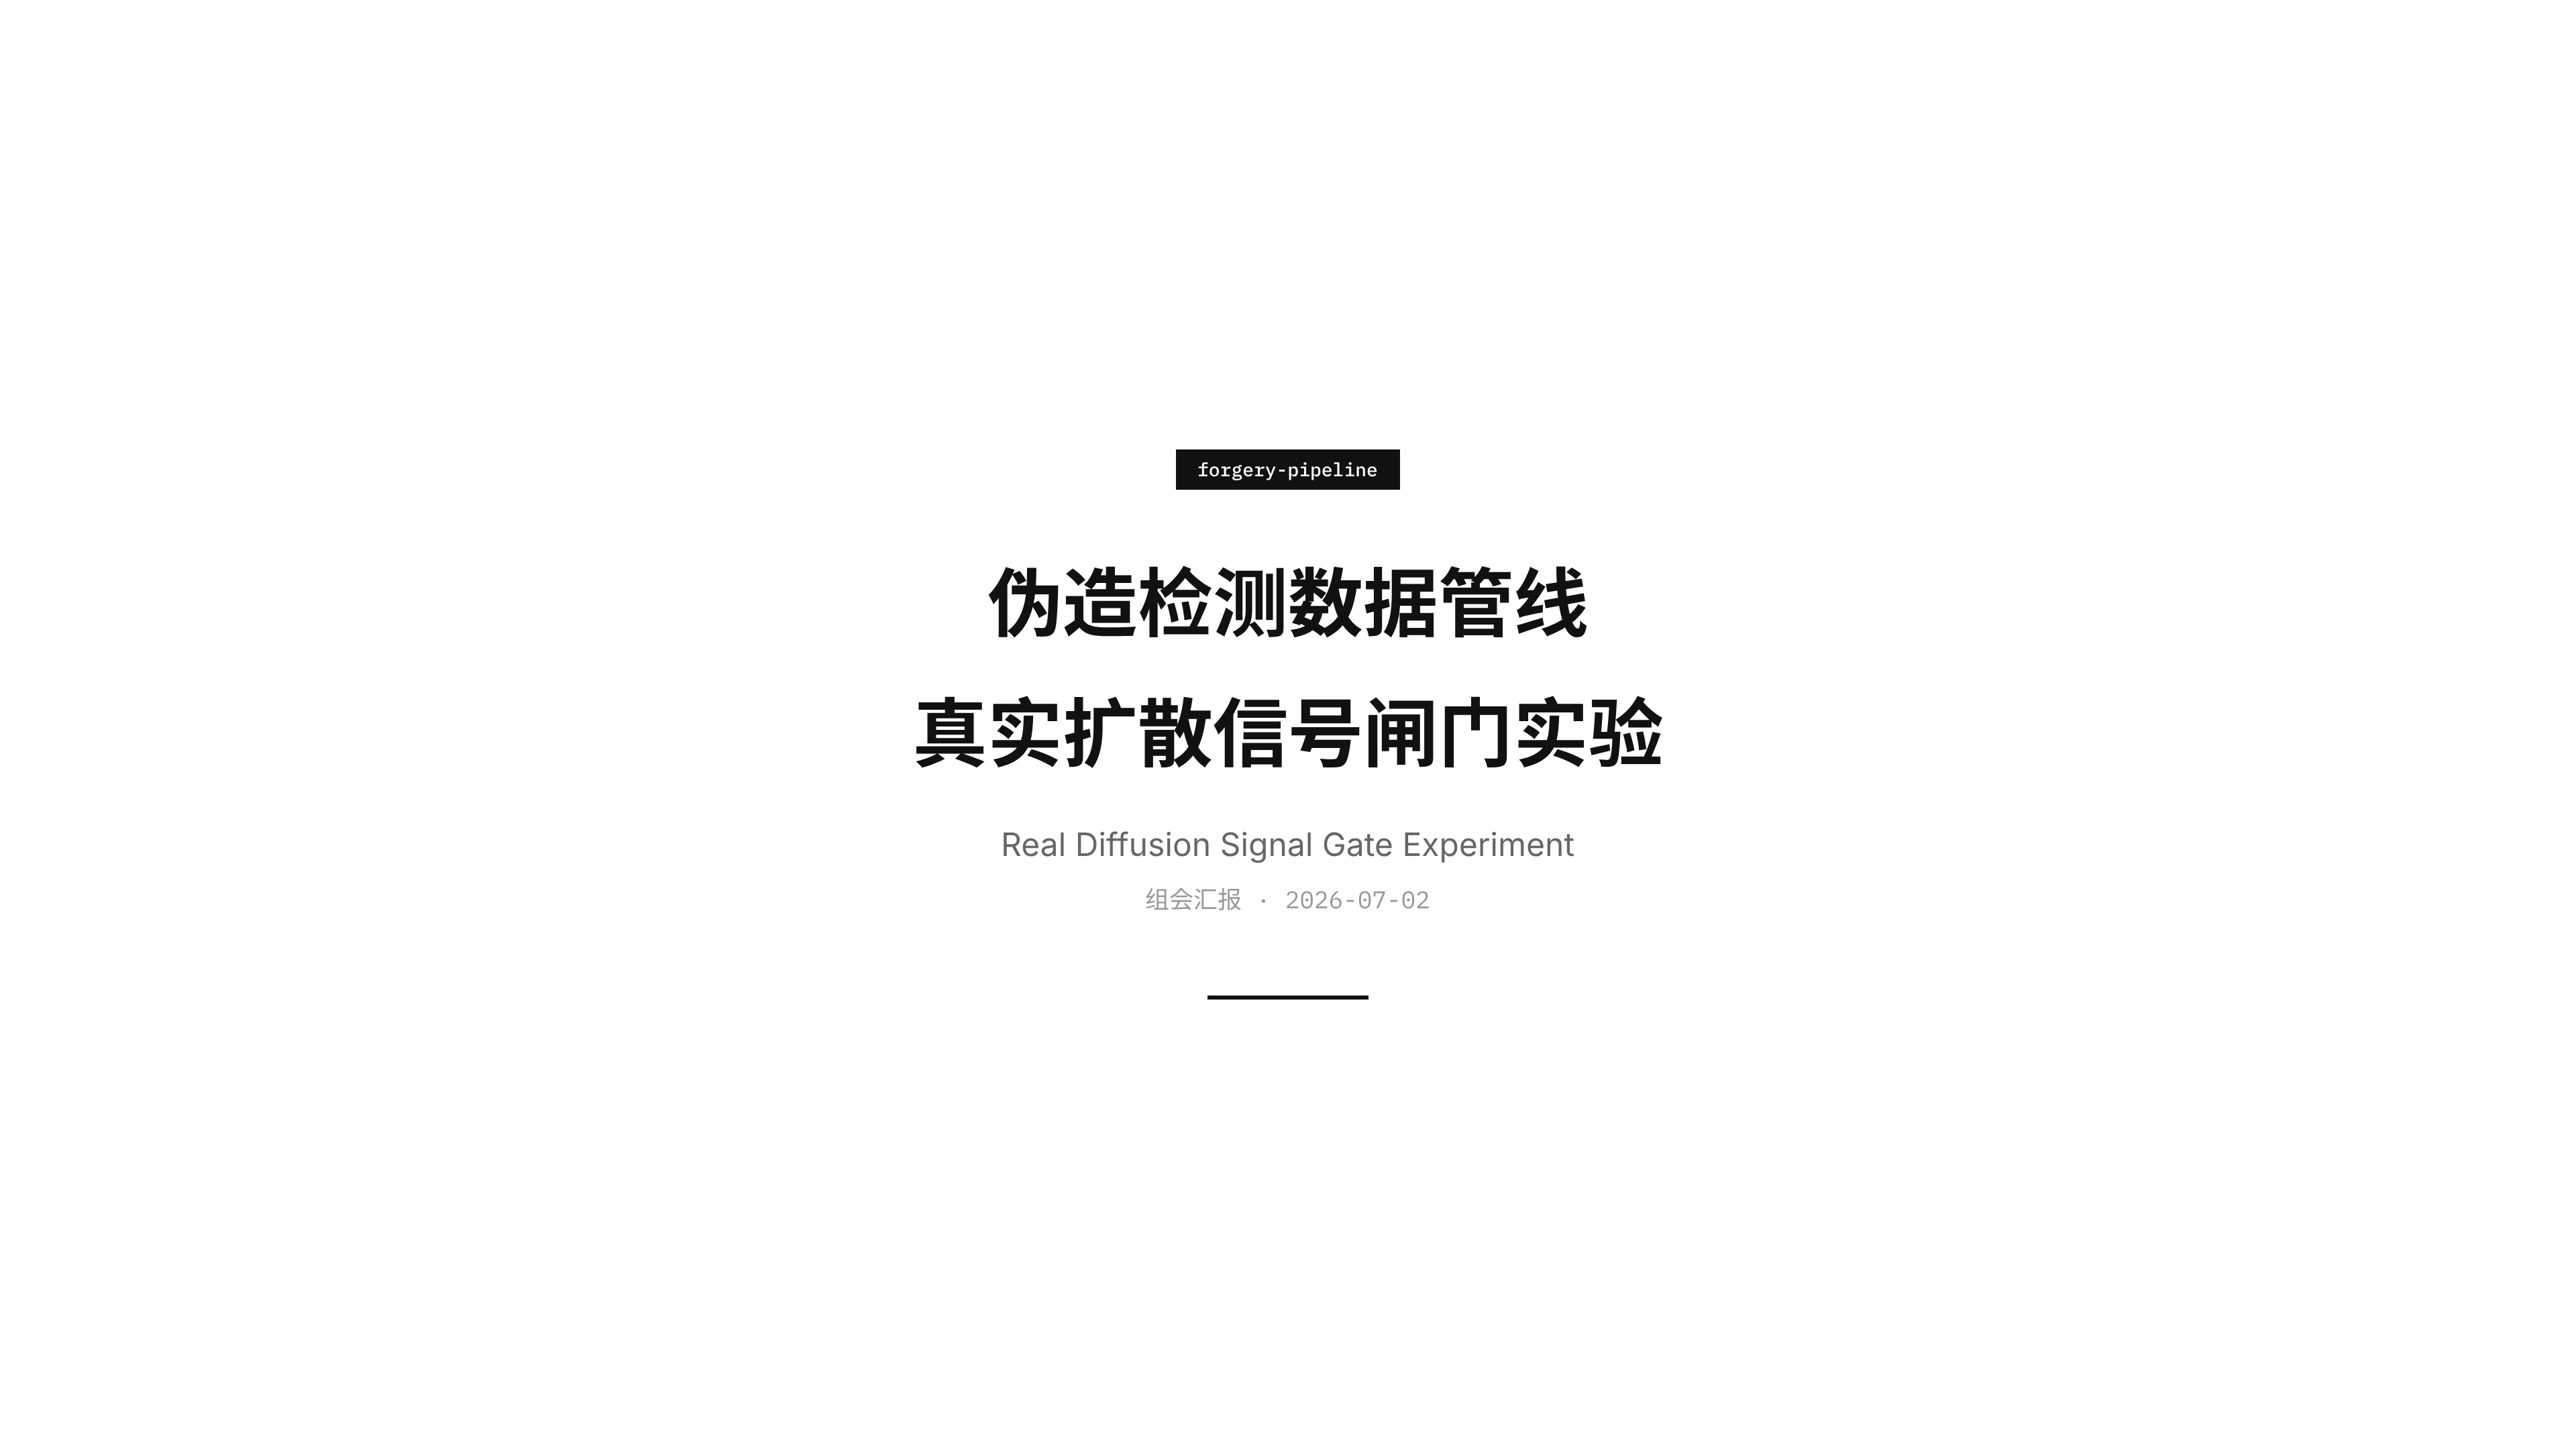 forgery-pipeline
伪造检测数据管线
真实扩散信号闸门实验
Real Diffusion Signal Gate Experiment
组会汇报 · 2026-07-02